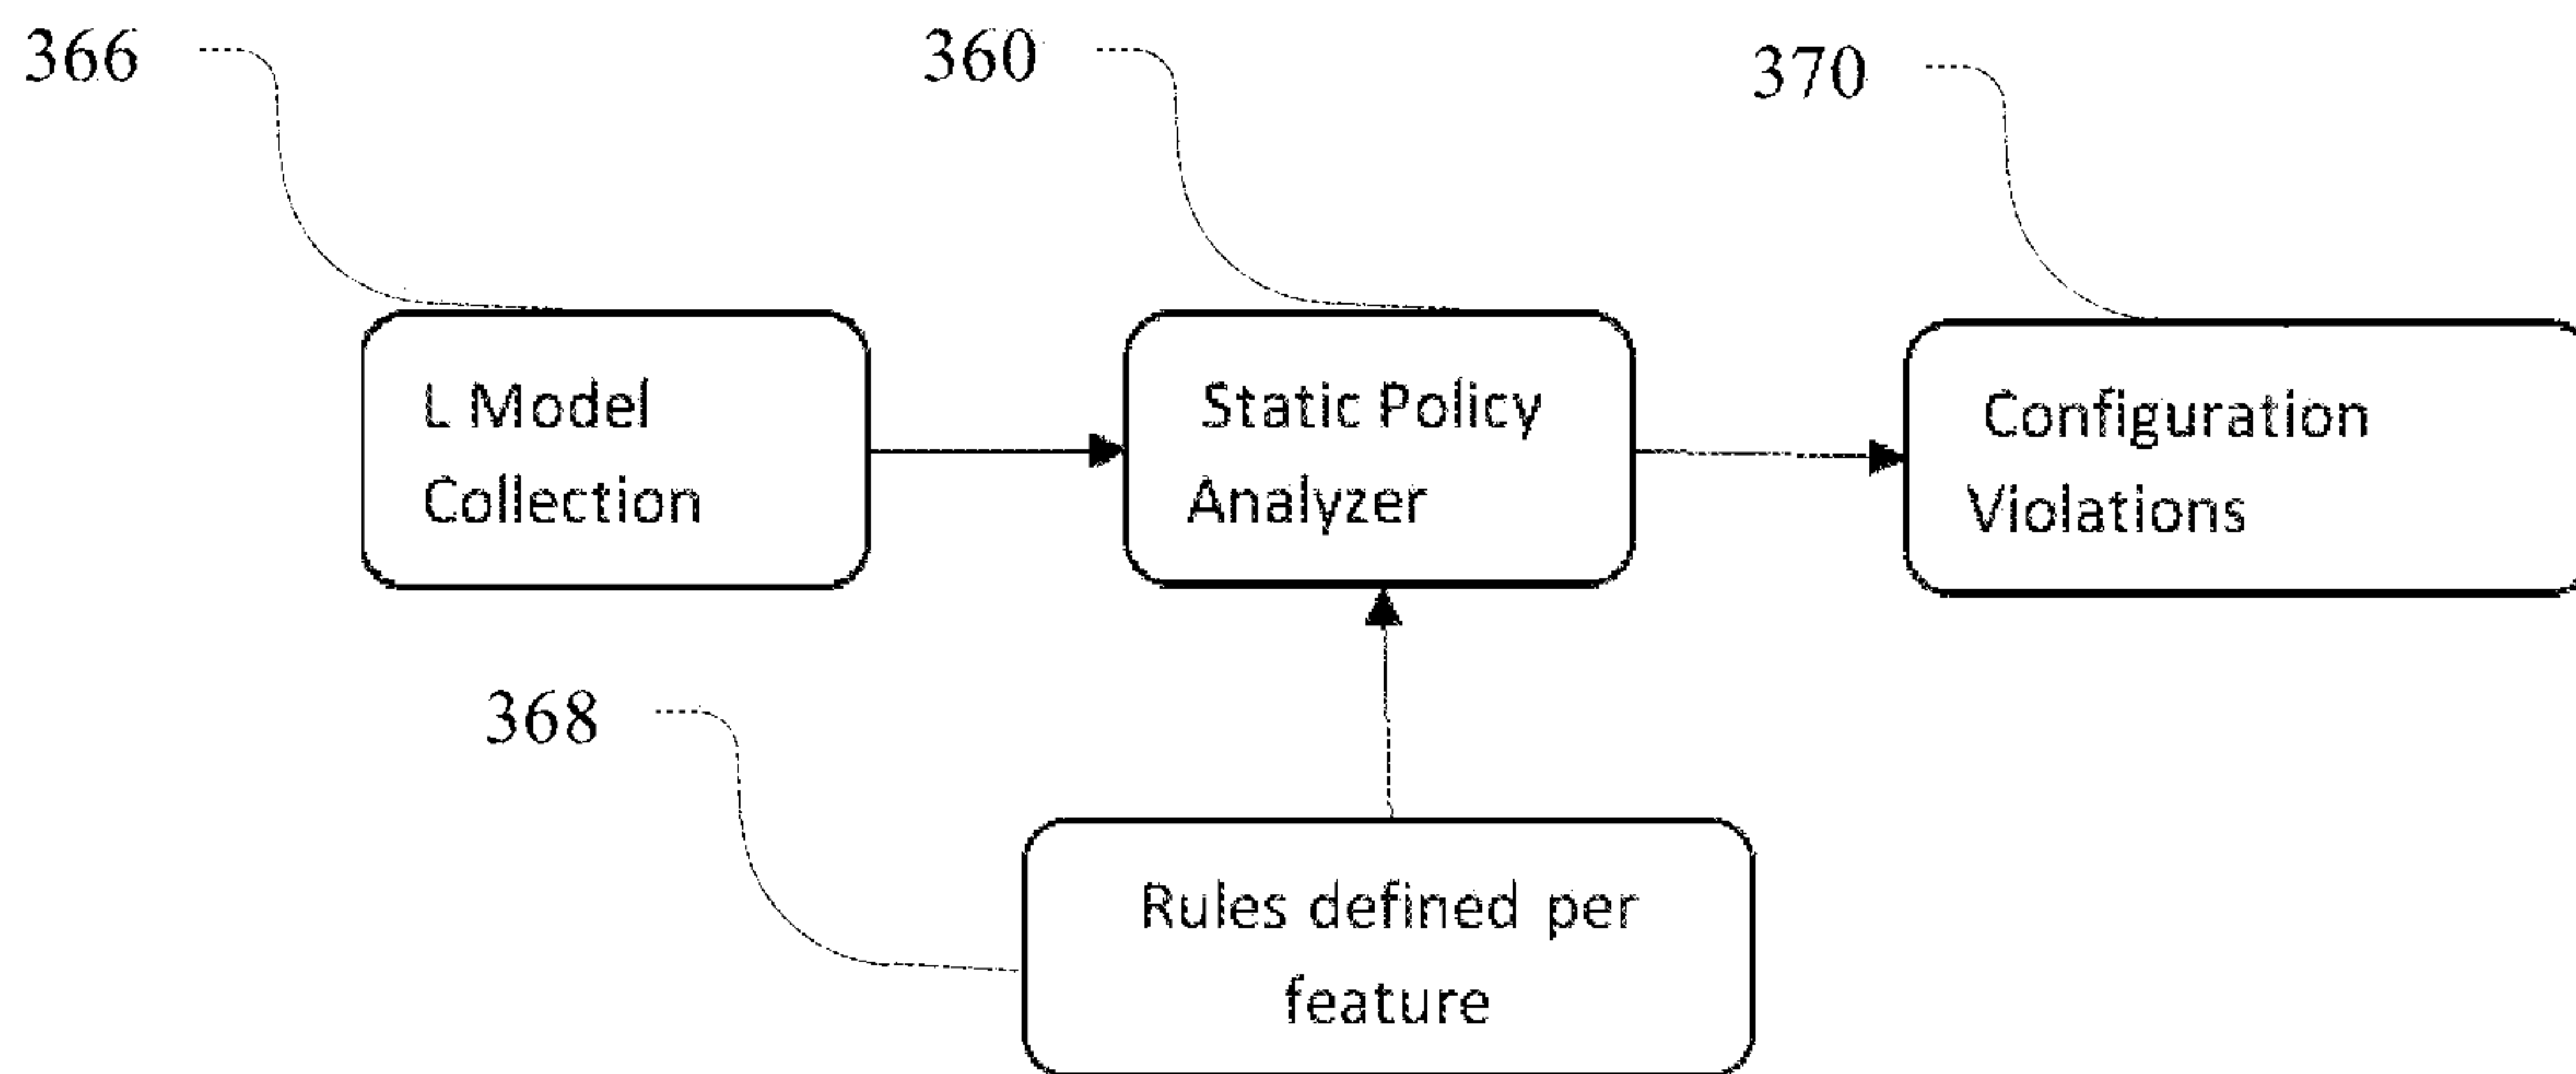 366
360
370
L Model
Collection
Static Policy
Analyzer
Configuration
Violations
368
Rules defined per
feature